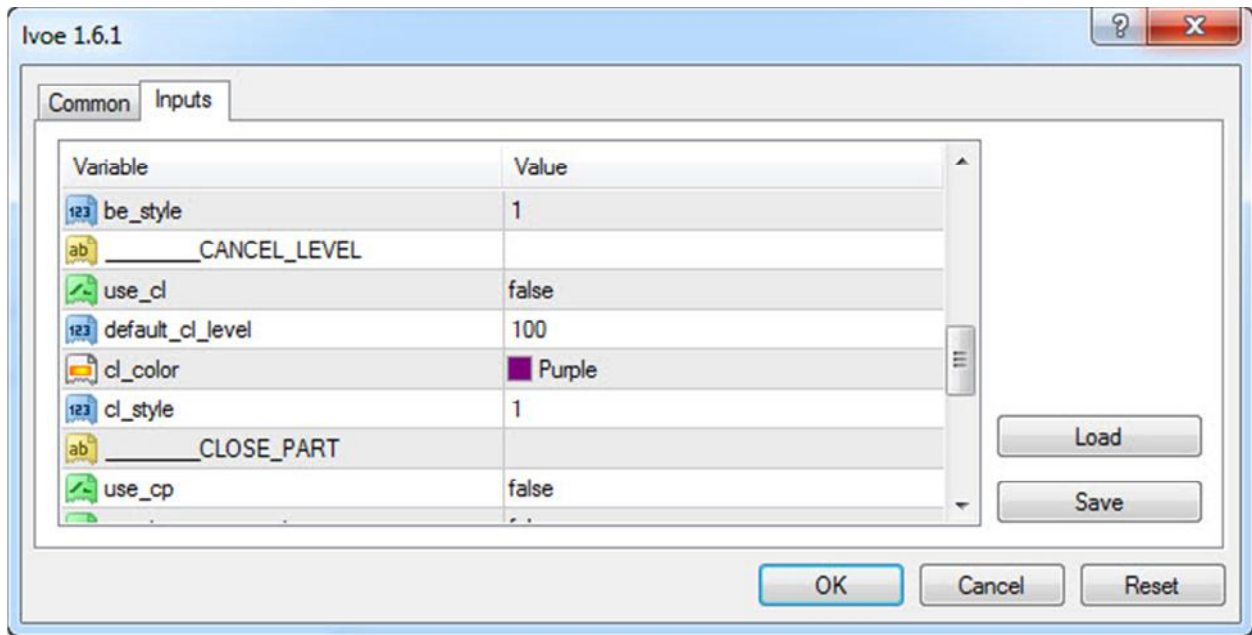 Ivoe 1.6.1
Common Inputs
Variable Value
be_style 1
________CANCEL_LEVEL
use_cl false
default_cl_level 100
cl_color Purple
cl_style 1
________CLOSE_PART
use_cp false
Load
Save
OK Cancel Reset